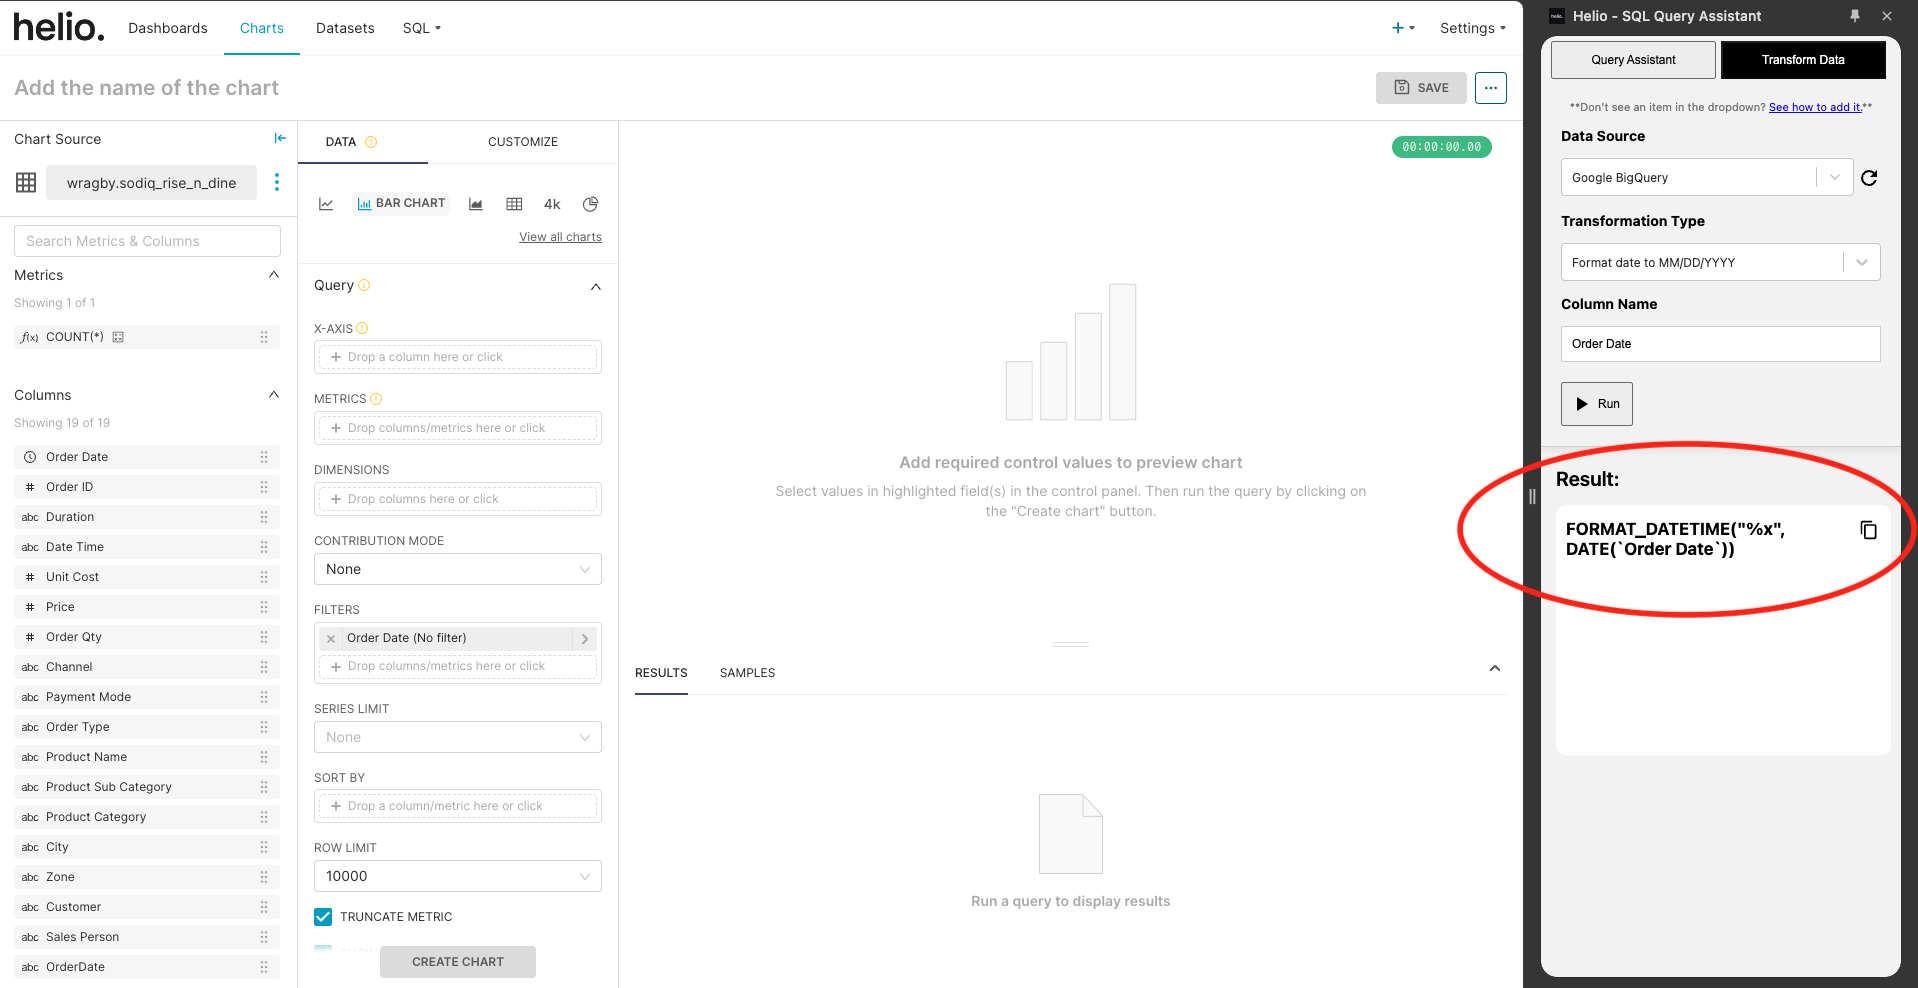 helio.
Dashboards
Charts
Datasets
SQL
Settings
Add the name of the chart
SAVE
Chart Source
wragby.sodiq_rise_n_dine
Search Metrics & Columns
Metrics
Showing 1 of 1
f(x) COUNT(*)
Columns
Showing 19 of 19
Order Date
# Order ID
abc Duration
abc Date Time
# Unit Cost
# Price
# Order Qty
abc Channel
abc Payment Mode
abc Order Type
abc Product Name
abc Product Sub Category
abc Product Category
abc City
abc Zone
abc Customer
abc Sales Person
abc OrderDate
DATA
CUSTOMIZE
BAR CHART
4k
View all charts
Query
X-AXIS
+ Drop a column here or click
METRICS
+ Drop columns/metrics here or click
DIMENSIONS
+ Drop columns here or click
CONTRIBUTION MODE
None
FILTERS
Order Date (No filter)
+ Drop columns/metrics here or click
SERIES LIMIT
None
SORT BY
+ Drop a column/metric here or click
ROW LIMIT
10000
TRUNCATE METRIC
CREATE CHART
00:00:00.00
Add required control values to preview chart
Select values in highlighted field(s) in the control panel. Then run the query by clicking on
the "Create chart" button.
RESULTS
SAMPLES
Run a query to display results
Helio - SQL Query Assistant
Query Assistant
Transform Data
**Don't see an item in the dropdown? See how to add it.**
Data Source
Google BigQuery
Transformation Type
Format date to MM/DD/YYYY
Column Name
Order Date
Run
Result:
FORMAT_DATETIME("%x",
DATE(`Order Date`))